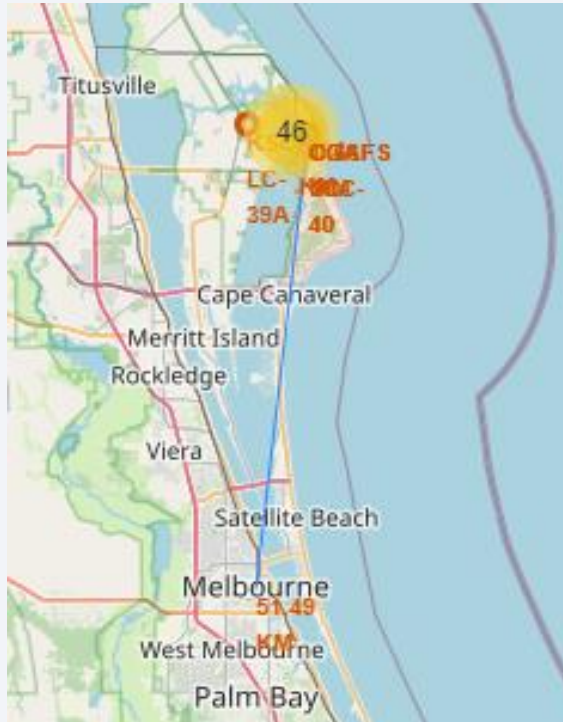 Titusville
46
LC-
39A
40
Cape Canaveral
Merritt Island
Rockledge
Viera
Satellite Beach
Melbourne
51.49
KM
West Melbourne
Palm Bay